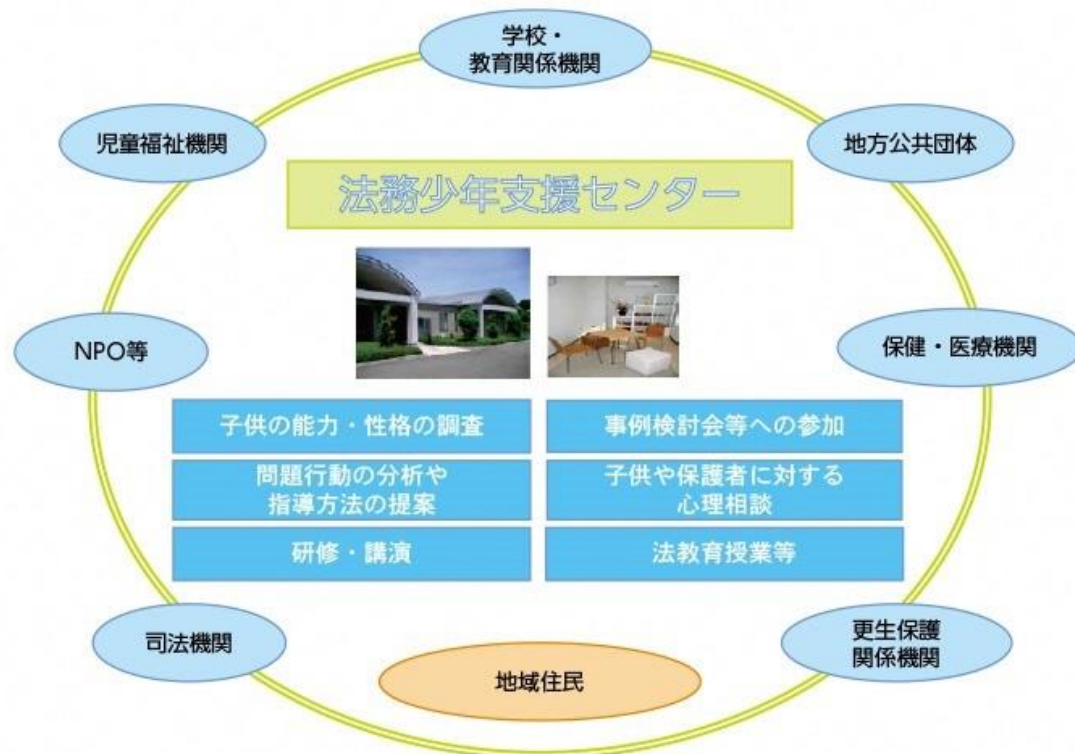 学校・
教育関係機関
児童福祉機関
地方公共団体
法務少年支援センター
NPO等
保健・医療機関
子供の能力・性格の調査
事例検討会等への参加
問題行動の分析や
指導方法の提案
子供や保護者に対する
心理相談
研修・講演
法教育授業等
司法機関
更生保護
関係機関
地域住民